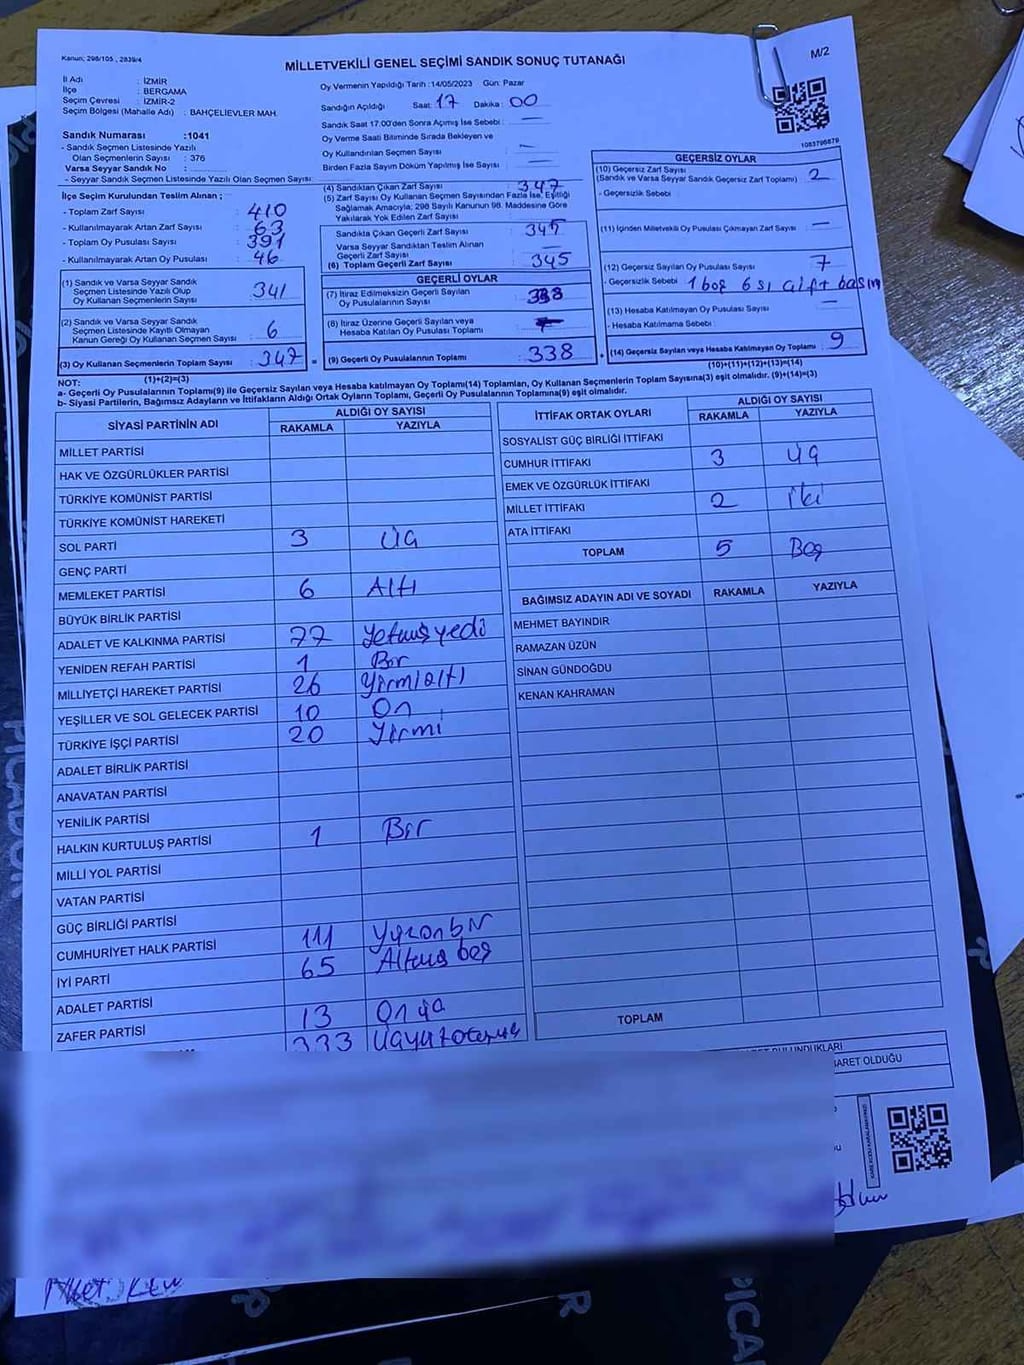 Kanun; 298/105 , 2839/4
MİLLETVEKİLİ GENEL SEÇİMİ SANDIK SONUÇ TUTANAĞI
M/2
İl Adı : İZMİR
İlçe : BERGAMA
Seçim Çevresi : İZMİR-2
Seçim Bölgesi (Mahalle Adı) : BAHÇELİEVLER MAH.
Sandık Numarası :1041
- Sandık Seçmen Listesinde Yazılı
Olan Seçmenlerin Sayısı : 376
Varsa Seyyar Sandık No :
- Seyyar Sandık Seçmen Listesinde Yazılı Olan Seçmen Sayısı:
İlçe Seçim Kurulundan Teslim Alınan ;
- Toplam Zarf Sayısı : 410
- Kullanılmayarak Artan Zarf Sayısı : 63
- Toplam Oy Pusulası Sayısı : 391
- Kullanılmayarak Artan Oy Pusulası : 46
(1) Sandık ve Varsa Seyyar Sandık
Seçmen Listesinde Yazılı Olup
Oy Kullanan Seçmenlerin Sayısı : 341
(2) Sandık ve Varsa Seyyar Sandık
Seçmen Listesinde Kayıtlı Olmayan
Kanun Gereği Oy Kullanan Seçmen Sayısı : 6
(3) Oy Kullanan Seçmenlerin Toplam Sayısı : 347
(1)+(2)=(3)
Oy Vermenin Yapıldığı Tarih :14/05/2023 Gün: Pazar
Sandığın Açıldığı Saat: 17 Dakika : 00
Sandık Saat 17:00'den Sonra Açımış İse Sebebi : —
Oy Verme Saati Bitiminde Sırada Bekleyen ve
Oy Kullandırılan Seçmen Sayısı : —
Birden Fazla Sayım Döküm Yapılmış İse Sayısı : —
(4) Sandıktan Çıkan Zarf Sayısı : 347
(5) Zarf Sayısı Oy Kullanan Seçmen Sayısından Fazla İse, Eşitliği
Sağlamak Amacıyla; 298 Sayılı Kanunun 98. Maddesine Göre
Yakılarak Yok Edilen Zarf Sayısı : —
Sandıkta Çıkan Geçerli Zarf Sayısı : 345
Varsa Seyyar Sandıktan Teslim Alınan
Geçerli Zarf Sayısı : —
(6) Toplam Geçerli Zarf Sayısı : 345
GEÇERLİ OYLAR
(7) İtiraz Edilmeksizin Geçerli Sayılan
Oy Pusulalarının Sayısı : 338
(8) İtiraz Üzerine Geçerli Sayılan veya
Hesaba Katılan Oy Pusulası Toplamı :
(9) Geçerli Oy Pusulalarının Toplamı : 338
1083796879
GEÇERSİZ OYLAR
(10) Geçersiz Zarf Sayısı
(Sandık ve Varsa Seyyar Sandık Geçersiz Zarf Toplamı) : 2
- Geçersizlik Sebebi :
(11) İçinden Milletvekili Oy Pusulası Çıkmayan Zarf Sayısı : —
(12) Geçersiz Sayılan Oy Pusulası Sayısı : 7
- Geçersizlik Sebebi : 1 boş 6 sı
(13) Hesaba Katılmayan Oy Pusulası Sayısı : —
- Hesaba Katılmama Sebebi :
(14) Geçersiz Sayılan veya Hesaba Katılmayan Oy Toplamı : 9
(10)+(11)+(12)+(13)=(14)
NOT:
a- Geçerli Oy Pusulalarının Toplamı(9) ile Geçersiz Sayılan veya Hesaba katılmayan Oy Toplamı(14) Toplamları, Oy Kullanan Seçmenlerin Toplam Sayısına(3) eşit olmalıdır. (9)+(14)=(3)
b- Siyasi Partilerin, Bağımsız Adayların ve İttifakların Aldığı Ortak Oyların Toplamı, Geçerli Oy Pusulalarının Toplamına(9) eşit olmalıdır.
SİYASİ PARTİNİN ADI ALDIĞI OY SAYISI
RAKAMLA YAZIYLA
MİLLET PARTİSİ
HAK VE ÖZGÜRLÜKLER PARTİSİ
TÜRKİYE KOMÜNİST PARTİSİ
TÜRKİYE KOMÜNİST HAREKETİ
SOL PARTİ 3 Üç
GENÇ PARTİ
MEMLEKET PARTİSİ 6 Altı
BÜYÜK BİRLİK PARTİSİ
ADALET VE KALKINMA PARTİSİ 77 Yetmiş yedi
YENİDEN REFAH PARTİSİ 1 Bir
MİLLİYETÇİ HAREKET PARTİSİ 26 Yirmi altı
YEŞİLLER VE SOL GELECEK PARTİSİ 10 On
TÜRKİYE İŞÇİ PARTİSİ 20 Yirmi
ADALET BİRLİK PARTİSİ
ANAVATAN PARTİSİ
YENİLİK PARTİSİ
HALKIN KURTULUŞ PARTİSİ 1 Bir
MİLLİ YOL PARTİSİ
VATAN PARTİSİ
GÜÇ BİRLİĞİ PARTİSİ
CUMHURİYET HALK PARTİSİ 111 Yüzonbir
İYİ PARTİ 65 Altmış beş
ADALET PARTİSİ
ZAFER PARTİSİ 13 On üç
333 Üçyüzotuzüç
İTTİFAK ORTAK OYLARI ALDIĞI OY SAYISI
RAKAMLA YAZIYLA
SOSYALİST GÜÇ BİRLİĞİ İTTİFAKI
CUMHUR İTTİFAKI 3 Üç
EMEK VE ÖZGÜRLÜK İTTİFAKI
MİLLET İTTİFAKI 2 İki
ATA İTTİFAKI
TOPLAM 5 Beş
BAĞIMSIZ ADAYIN ADI VE SOYADI RAKAMLA YAZIYLA
MEHMET BAYINDIR
RAMAZAN ÜZÜN
SİNAN GÜNDOĞDU
KENAN KAHRAMAN
TOPLAM
BULUNDUKLARI
ARET OLDUĞU
PICADOR